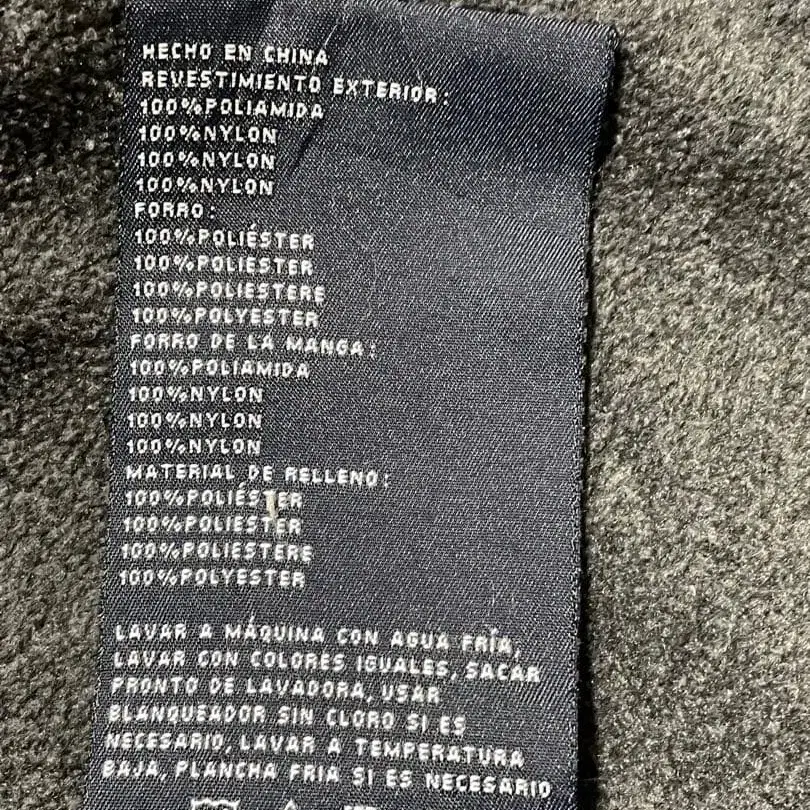 HECHO EN CHINA
REVESTIMIENTO EXTERIOR:
100%POLIAMIDA
100%NYLON
100%NYLON
100%NYLON
FORRO:
100%POLIÉSTER
100%POLIÉSTER
100%POLIESTERE
100%POLYESTER
FORRO DE LA MANGA:
100%POLIAMIDA
100%NYLON
100%NYLON
100%NYLON
MATERIAL DE RELLENO:
100%POLIÉSTER
100%POLIESTER
100%POLIESTERE
100%POLYESTER
LAVAR A MÁQUINA CON AGUA FRÍA,
LAVAR CON COLORES IGUALES, SACAR
PRONTO DE LAVADORA, USAR
BLANQUEADOR SIN CLORO SI ES
NECESARIO, LAVAR A TEMPERATURA
BAJA, PLANCHA FRIA SI ES NECESARIO